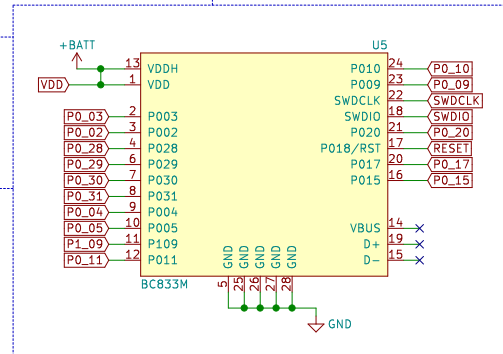 +BATT
U5
13 VDDH P010 24 P0_10
VDD 1 VDD P009 23 P0_09
SWDCLK 22 SWDCLK
P0_03 2 P003 SWDIO 18 SWDIO
P0_02 3 P002 P020 21 P0_20
P0_28 4 P028 P018/RST 17 RESET
P0_29 6 P029 P017 20 P0_17
P0_30 7 P030 P015 16 P0_15
P0_31 8 P031
P0_04 9 P004
P0_05 10 P005 VBUS 14
P1_09 11 P109 D+ 19
P0_11 12 P011 D- 15
GND GND GND GND GND
BC833M
5 25 26 27 28
GND